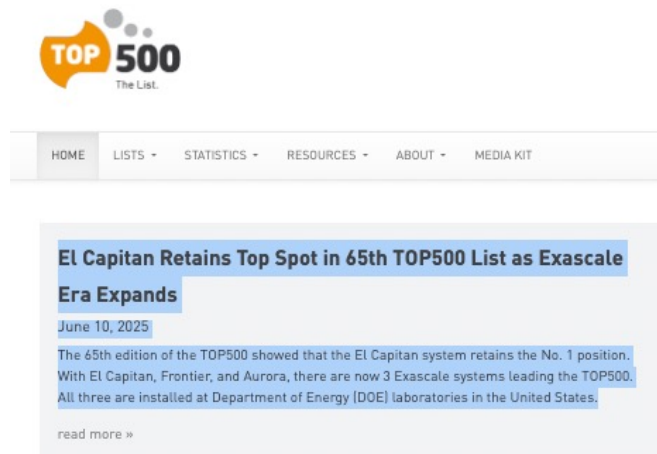 TOP 500
The List.
HOME LISTS STATISTICS RESOURCES ABOUT MEDIA KIT
El Capitan Retains Top Spot in 65th TOP500 List as Exascale
Era Expands
June 10, 2025
The 65th edition of the TOP500 showed that the El Capitan system retains the No. 1 position.
With El Capitan, Frontier, and Aurora, there are now 3 Exascale systems leading the TOP500.
All three are installed at Department of Energy (DOE) laboratories in the United States.
read more »